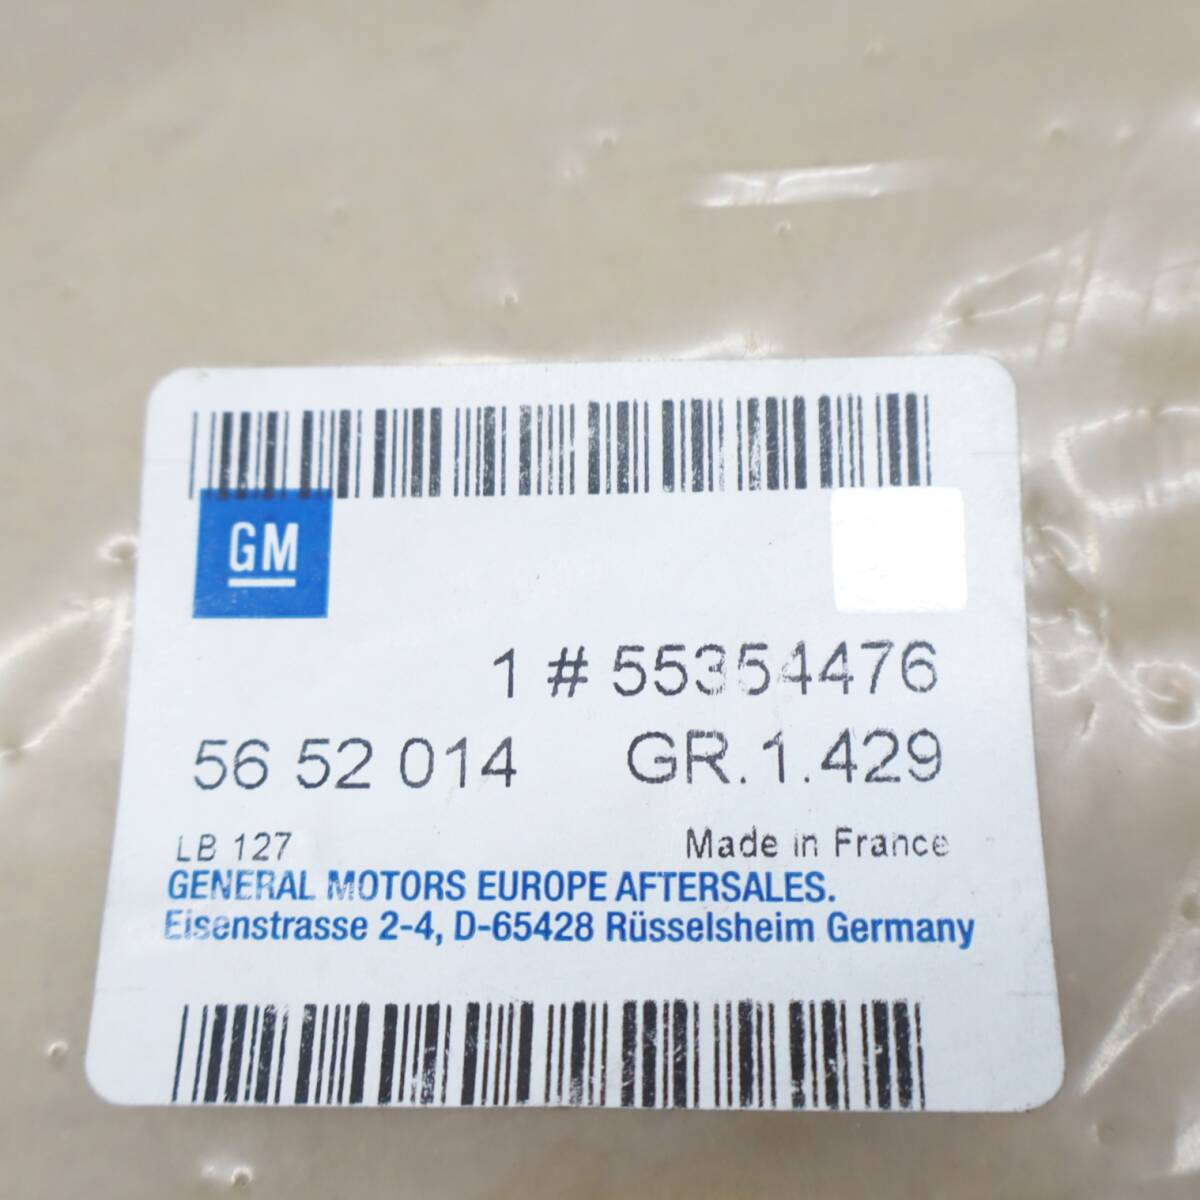 GM
1 # 55354476
56 52 014 GR.1.429
LB 127 Made in France
GENERAL MOTORS EUROPE AFTERSALES.
Eisenstrasse 2-4, D-65428 Rüsselsheim Germany